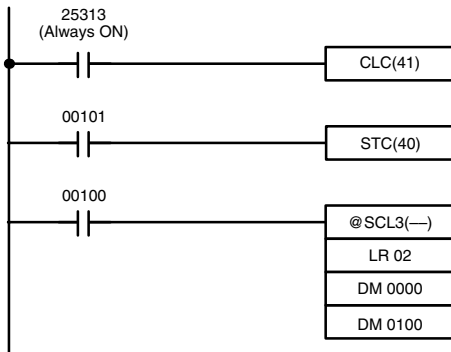 25313
(Always ON)
CLC(41)
00101
STC(40)
00100
@SCL3(—)
LR 02
DM 0000
DM 0100